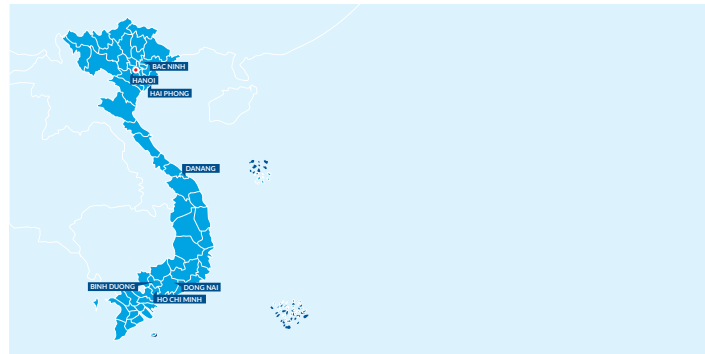 BAC NINH
HANOI
HAI PHONG
DANANG
BINH DUONG
DONG NAI
HO CHI MINH